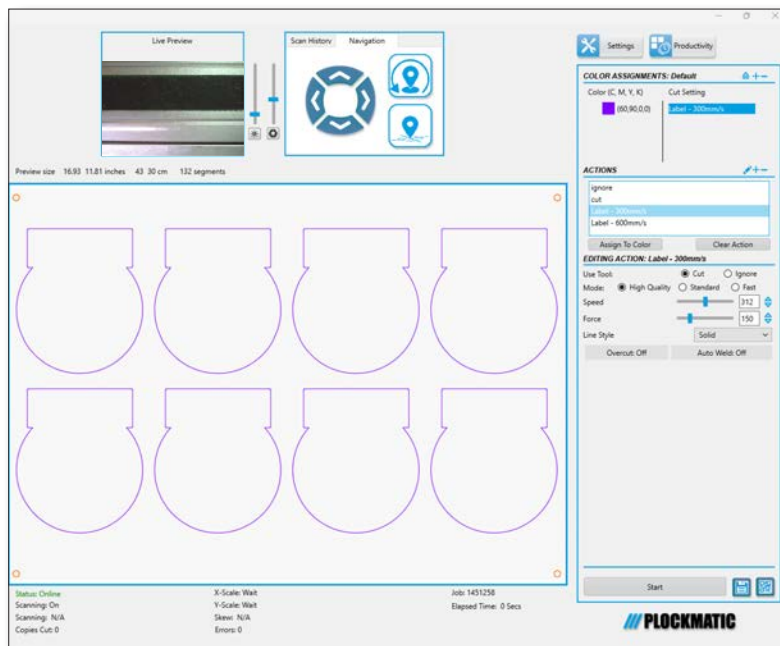 Live Preview
Scan History Navigation
Settings Productivity
COLOR ASSIGNMENTS: Default
Color (C, M, Y, K) Cut Setting
(60,90,0,0) Label - 300mm/s
Preview size 16.93 11.81 inches 43 30 cm 132 segments
ACTIONS
ignore
cut
Label - 300mm/s
Label - 600mm/s
Assign To Color Clear Action
EDITING ACTION: Label - 300mm/s
Use Tool: Cut Ignore
Mode: High Quality Standard Fast
Speed 312
Force 150
Line Style Solid
Overcut: Off Auto Weld: Off
Start
Status: Online X-Scale: Wait Job: 1451258
Scanning: On Y-Scale: Wait Elapsed Time: 0 Secs
Scanning: N/A Skew: N/A
Copies Cut: 0 Errors: 0
PLOCKMATIC